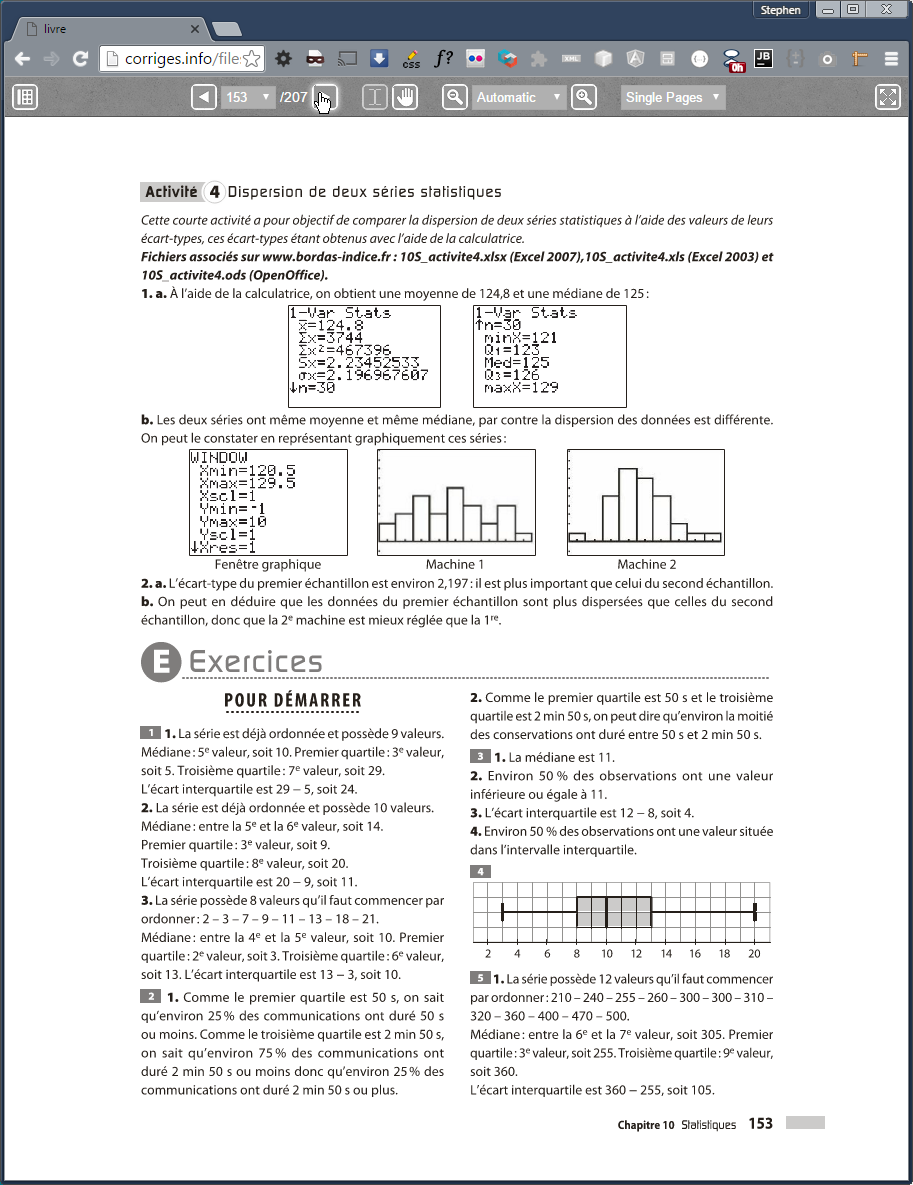 Stephen
livre
corriges.info/file
css
f?
XML
0h
JB
153
/207
Automatic
Single Pages
Activité 4 Dispersion de deux séries statistiques
Cette courte activité a pour objectif de comparer la dispersion de deux séries statistiques à l’aide des valeurs de leurs
écart-types, ces écart-types étant obtenus avec l’aide de la calculatrice.
Fichiers associés sur www.bordas-indice.fr : 10S_activite4.xlsx (Excel 2007),10S_activite4.xls (Excel 2003) et
10S_activite4.ods (OpenOffice).
1. a. À l’aide de la calculatrice, on obtient une moyenne de 124,8 et une médiane de 125 :
1-Var Stats
x̄=124.8
Σx=3744
Σx²=467396
Sx=2.23452533
σx=2.196967607
↓n=30
1-Var Stats
↑n=30
minX=121
Q1=123
Med=125
Q3=126
maxX=129
b. Les deux séries ont même moyenne et même médiane, par contre la dispersion des données est différente.
On peut le constater en représentant graphiquement ces séries :
WINDOW
Xmin=120.5
Xmax=129.5
Xscl=1
Ymin=-1
Ymax=10
Yscl=1
↓Xres=1
Fenêtre graphique
Machine 1
Machine 2
2. a. L’écart-type du premier échantillon est environ 2,197 : il est plus important que celui du second échantillon.
b. On peut en déduire que les données du premier échantillon sont plus dispersées que celles du second
échantillon, donc que la 2e machine est mieux réglée que la 1re.
E Exercices
POUR DÉMARRER
1 1. La série est déjà ordonnée et possède 9 valeurs.
Médiane : 5e valeur, soit 10. Premier quartile : 3e valeur,
soit 5. Troisième quartile : 7e valeur, soit 29.
L’écart interquartile est 29 – 5, soit 24.
2. La série est déjà ordonnée et possède 10 valeurs.
Médiane : entre la 5e et la 6e valeur, soit 14.
Premier quartile : 3e valeur, soit 9.
Troisième quartile : 8e valeur, soit 20.
L’écart interquartile est 20 – 9, soit 11.
3. La série possède 8 valeurs qu’il faut commencer par
ordonner : 2 – 3 – 7 – 9 – 11 – 13 – 18 – 21.
Médiane : entre la 4e et la 5e valeur, soit 10. Premier
quartile : 2e valeur, soit 3. Troisième quartile : 6e valeur,
soit 13. L’écart interquartile est 13 – 3, soit 10.
2 1. Comme le premier quartile est 50 s, on sait
qu’environ 25 % des communications ont duré 50 s
ou moins. Comme le troisième quartile est 2 min 50 s,
on sait qu’environ 75 % des communications ont
duré 2 min 50 s ou moins donc qu’environ 25 % des
communications ont duré 2 min 50 s ou plus.
2. Comme le premier quartile est 50 s et le troisième
quartile est 2 min 50 s, on peut dire qu’environ la moitié
des conservations ont duré entre 50 s et 2 min 50 s.
3 1. La médiane est 11.
2. Environ 50 % des observations ont une valeur
inférieure ou égale à 11.
3. L’écart interquartile est 12 – 8, soit 4.
4. Environ 50 % des observations ont une valeur située
dans l’intervalle interquartile.
4
2 4 6 8 10 12 14 16 18 20
5 1. La série possède 12 valeurs qu’il faut commencer
par ordonner : 210 – 240 – 255 – 260 – 300 – 300 – 310 –
320 – 360 – 400 – 470 – 500.
Médiane : entre la 6e et la 7e valeur, soit 305. Premier
quartile : 3e valeur, soit 255. Troisième quartile : 9e valeur,
soit 360.
L’écart interquartile est 360 – 255, soit 105.
Chapitre 10 Statistiques 153